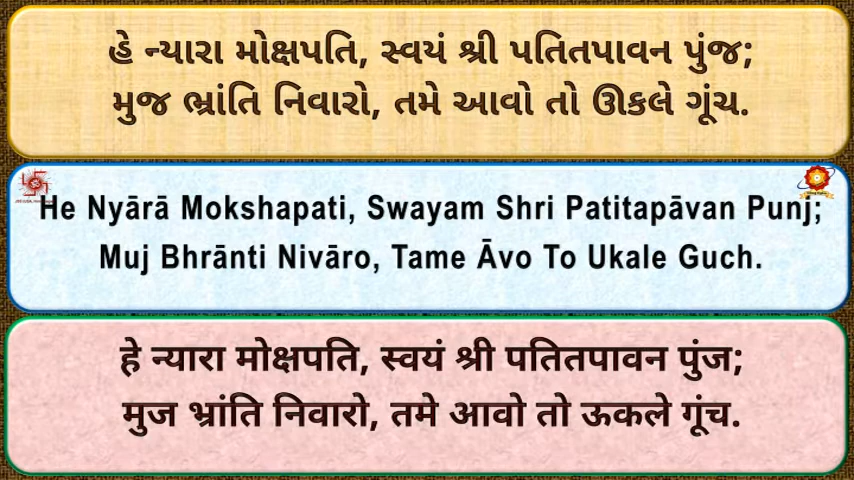 હે ન્યારા મોક્ષપતિ, સ્વયં શ્રી પતિતપાવન પુંજ;
મુજ ભ્રાંતિ નિવારો, તમે આવો તો ઊકલે ગૂંચ.
He Nyārā Mokshapati, Swayam Shri Patitapāvan Punj;
Muj Bhrānti Nivāro, Tame Āvo To Ukale Guch.
हे न्यारा मोक्षपति, स्वयं श्री पतितपावन पुंज;
मुज भ्रांति निवारो, तमे आवो तो ऊकले गूंच.